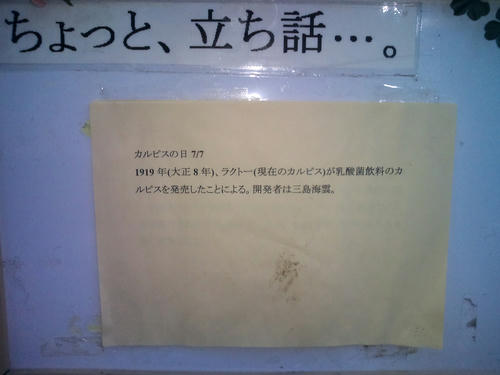 ちょっと、立ち話…。
カルピスの日 7/7
1919 年(大正 8 年)、ラクトー(現在のカルピス)が乳酸菌飲料のカ
ルピスを発売したことによる。開発者は三島海雲。